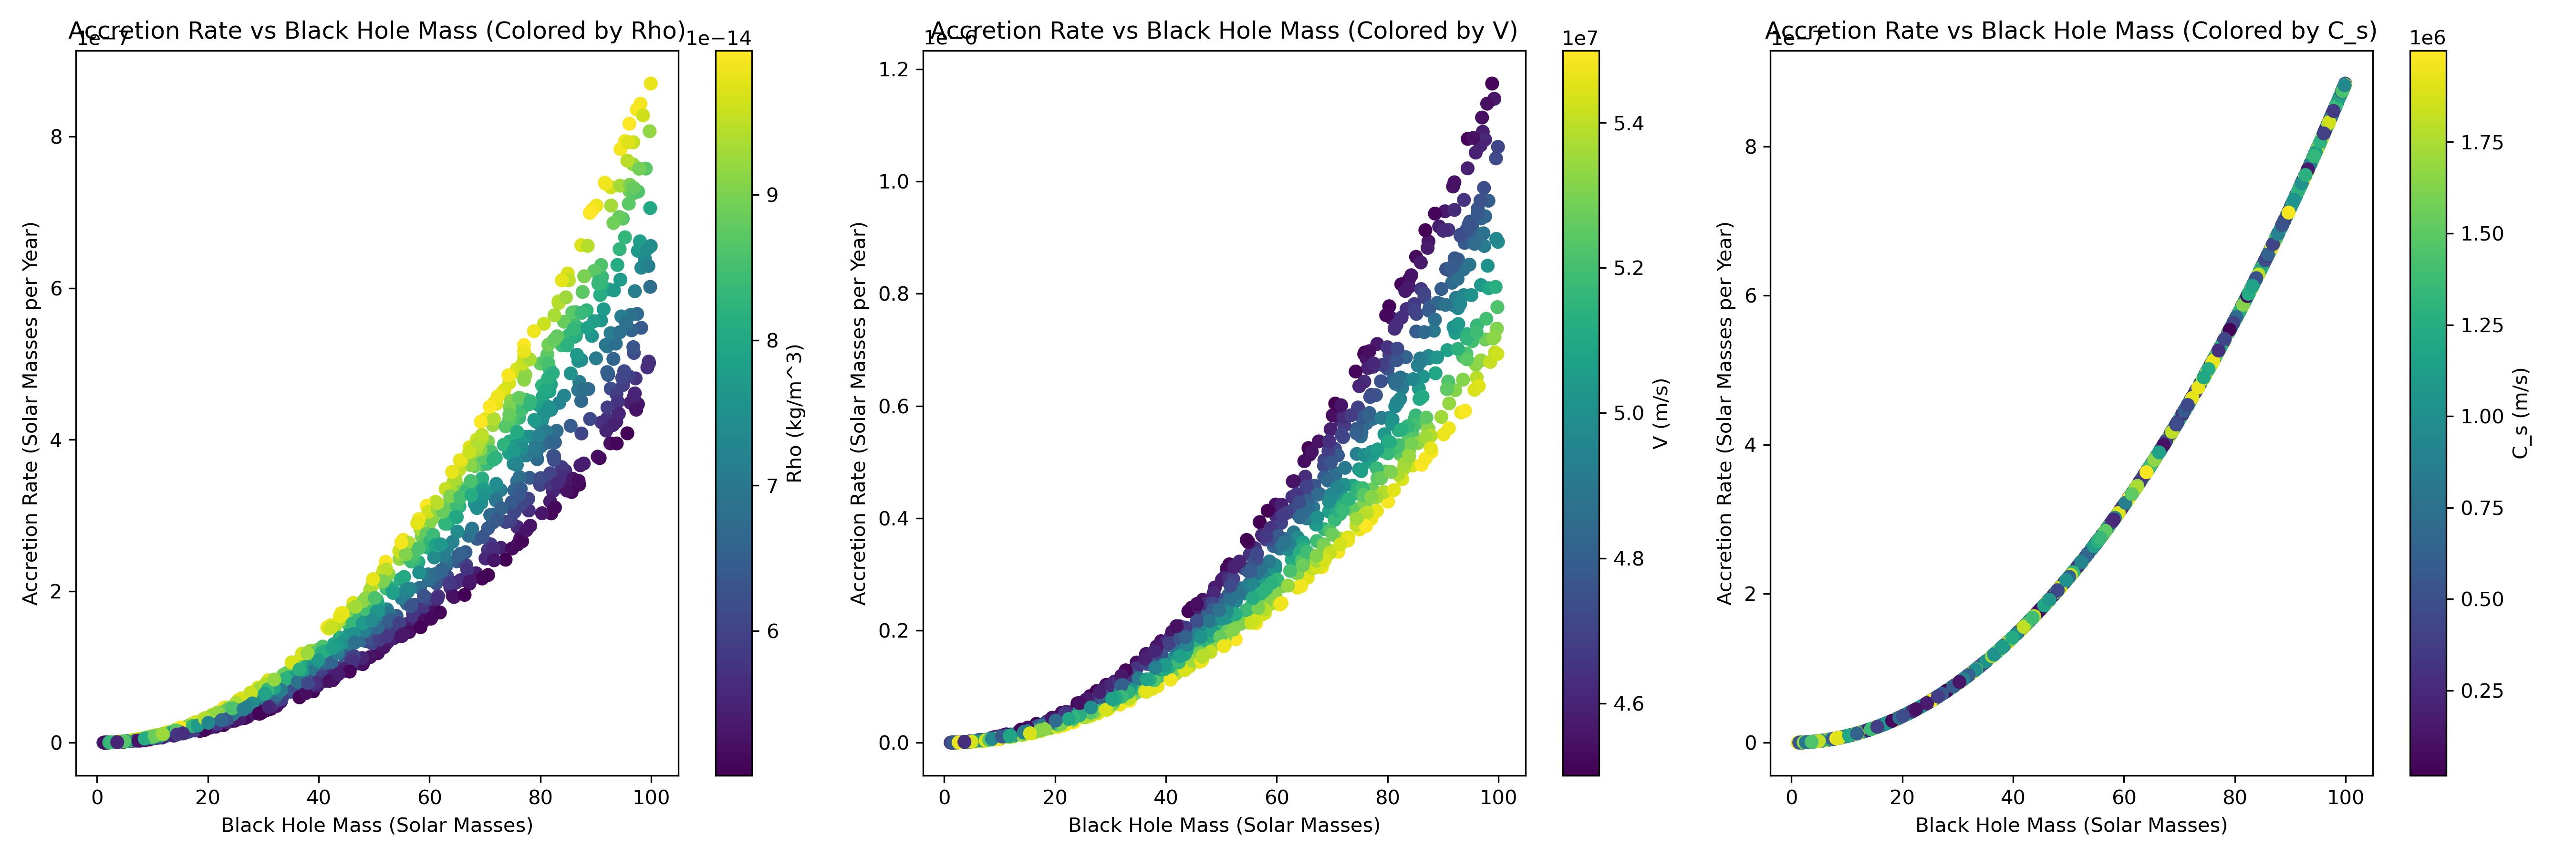 Accretion Rate vs Black Hole Mass (Colored by Rho)
1e−7
8
6
4
2
0
0 20 40 60 80 100
Accretion Rate (Solar Masses per Year)
Black Hole Mass (Solar Masses)
1e−14
9
8
7
6
Rho (kg/m^3)
Accretion Rate vs Black Hole Mass (Colored by V)
1e−6
1.2
1.0
0.8
0.6
0.4
0.2
0.0
0 20 40 60 80 100
Accretion Rate (Solar Masses per Year)
Black Hole Mass (Solar Masses)
1e7
5.4
5.2
5.0
4.8
4.6
V (m/s)
Accretion Rate vs Black Hole Mass (Colored by C_s)
1e−7
8
6
4
2
0
0 20 40 60 80 100
Accretion Rate (Solar Masses per Year)
Black Hole Mass (Solar Masses)
1e6
1.75
1.50
1.25
1.00
0.75
0.50
0.25
C_s (m/s)